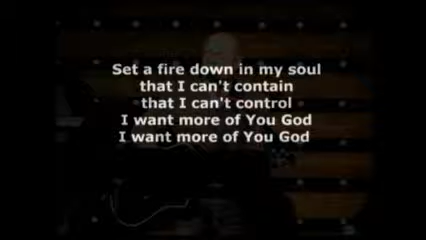 Set a fire down in my soul
that I can't contain
that I can't control
I want more of You God
I want more of You God